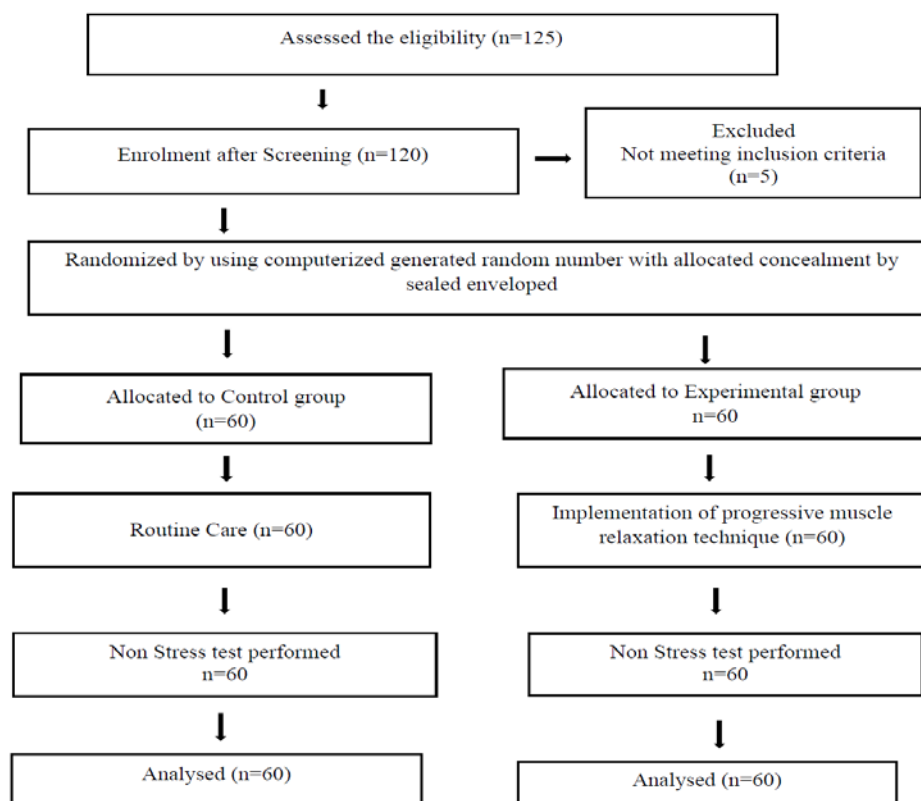 Assessed the eligibility (n=125)
Enrolment after Screening (n=120)
Excluded
Not meeting inclusion criteria
(n=5)
Randomized by using computerized generated random number with allocated concealment by
sealed enveloped
Allocated to Control group
(n=60)
Allocated to Experimental group
n=60
Routine Care (n=60)
Implementation of progressive muscle
relaxation technique (n=60)
Non Stress test performed
n=60
Non Stress test performed
n=60
Analysed (n=60)
Analysed (n=60)